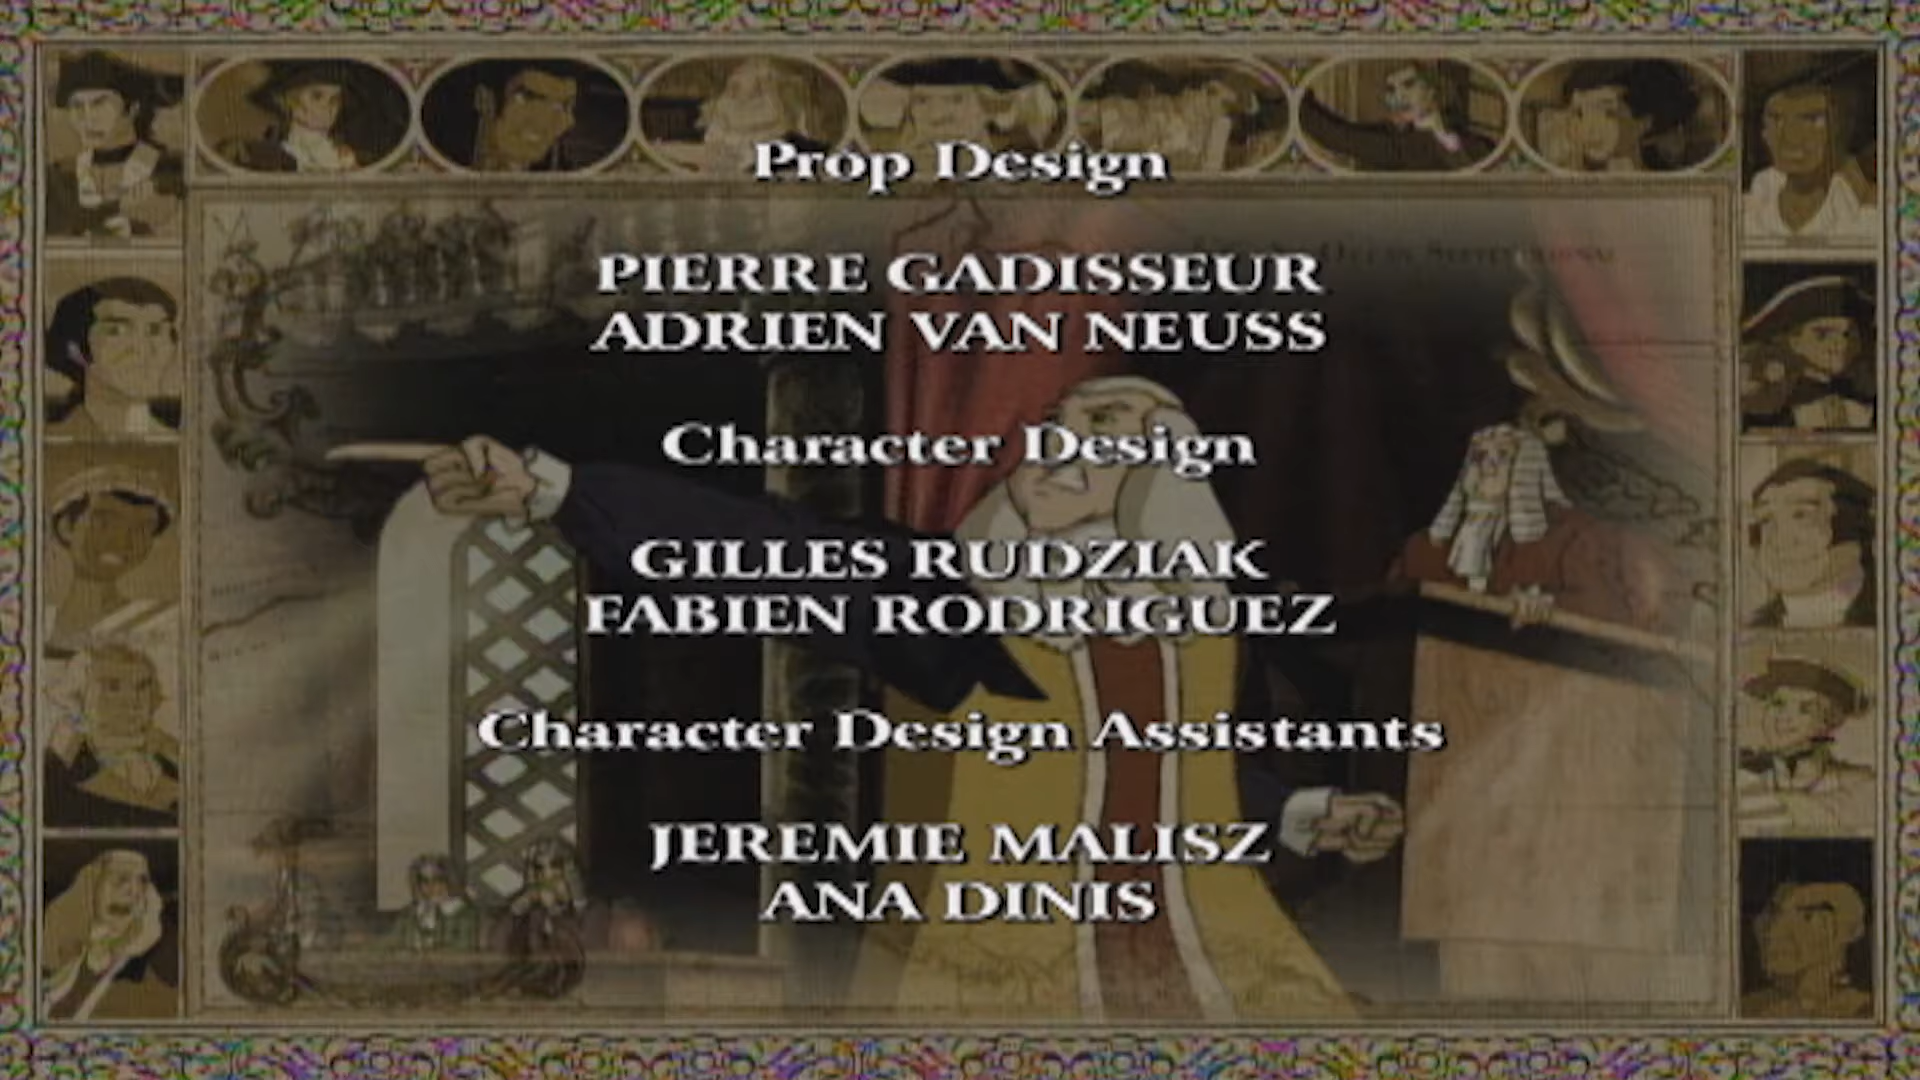 Prop Design
PIERRE GADISSEUR
ADRIEN VAN NEUSS
Character Design
GILLES RUDZIAK
FABIEN RODRIGUEZ
Character Design Assistants
JEREMIE MALISZ
ANA DINIS